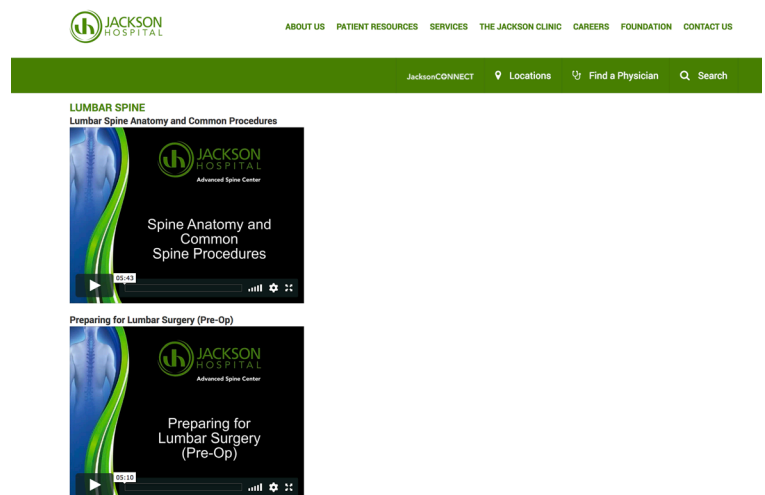 JACKSON
HOSPITAL
ABOUT US PATIENT RESOURCES SERVICES THE JACKSON CLINIC CAREERS FOUNDATION CONTACT US
JacksonCONNECT Locations Find a Physician Search
LUMBAR SPINE
Lumbar Spine Anatomy and Common Procedures
JACKSON
HOSPITAL
Advanced Spine Center
Spine Anatomy and
Common
Spine Procedures
05:43
Preparing for Lumbar Surgery (Pre-Op)
JACKSON
HOSPITAL
Advanced Spine Center
Preparing for
Lumbar Surgery
(Pre-Op)
05:10